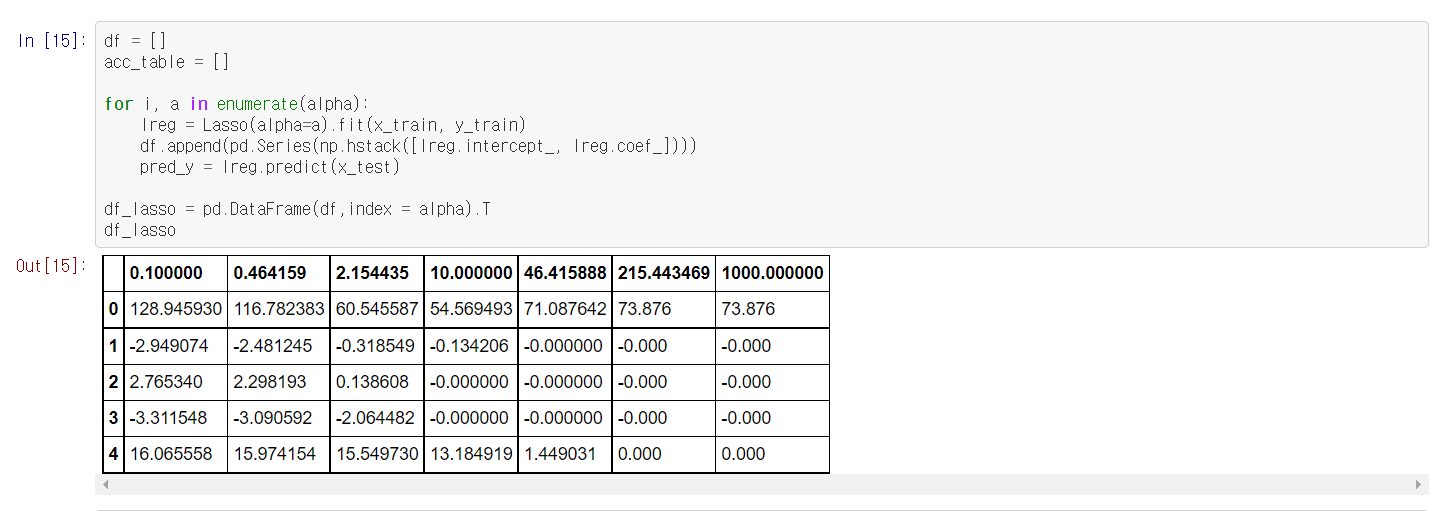 In [15]:
df = []
acc_table = []
for i, a in enumerate(alpha):
    lreg = Lasso(alpha=a).fit(x_train, y_train)
    df.append(pd.Series(np.hstack([lreg.intercept_, lreg.coef_])))
    pred_y = lreg.predict(x_test)
df_lasso = pd.DataFrame(df,index = alpha).T
df_lasso
Out[15]:
0.100000 0.464159 2.154435 10.000000 46.415888 215.443469 1000.000000
0 128.945930 116.782383 60.545587 54.569493 71.087642 73.876 73.876
1 -2.949074 -2.481245 -0.318549 -0.134206 -0.000000 -0.000 -0.000
2 2.765340 2.298193 0.138608 -0.000000 -0.000000 -0.000 -0.000
3 -3.311548 -3.090592 -2.064482 -0.000000 -0.000000 -0.000 -0.000
4 16.065558 15.974154 15.549730 13.184919 1.449031 0.000 0.000